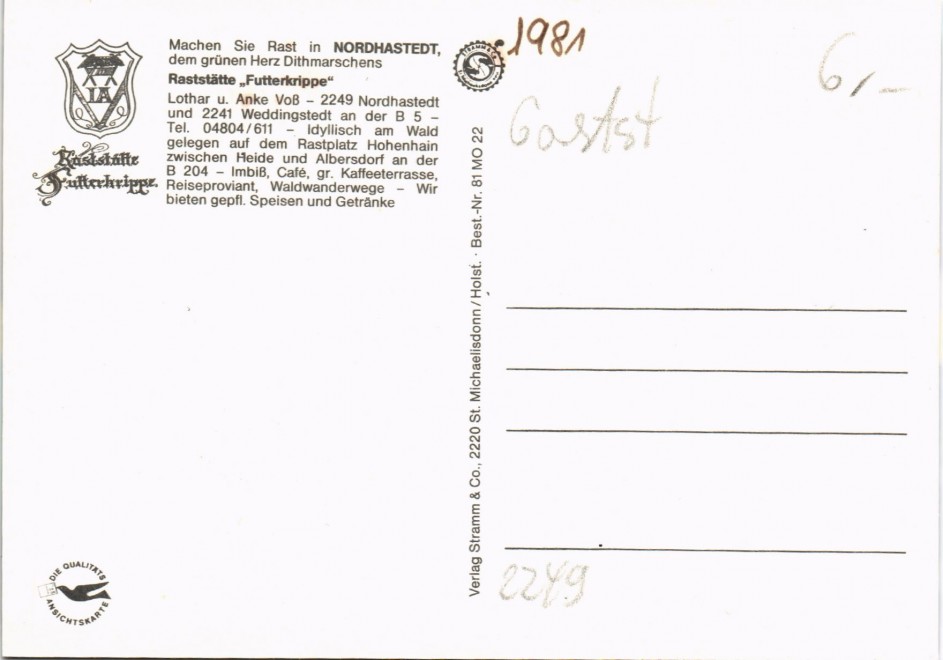 IA
Raststätte
Futterkrippe.
Machen Sie Rast in NORDHASTEDT,
dem grünen Herz Dithmarschens
Raststätte „Futterkrippe“
Lothar u. Anke Voß – 2249 Nordhastedt
und 2241 Weddingstedt an der B 5 –
Tel. 04804/611 – Idyllisch am Wald
gelegen auf dem Rastplatz Hohenhain
zwischen Heide und Albersdorf an der
B 204 – Imbiß, Café, gr. Kaffeeterrasse,
Reiseproviant, Waldwanderwege – Wir
bieten gepfl. Speisen und Getränke
DIE QUALITÄTS
ANSICHTSKARTE
Verlag Stramm & Co., 2220 St. Michaelisdonn/Holst. · Best.-Nr. 81 MO 22
STRAMM & CO.
1981
6,-
Gastst
2249